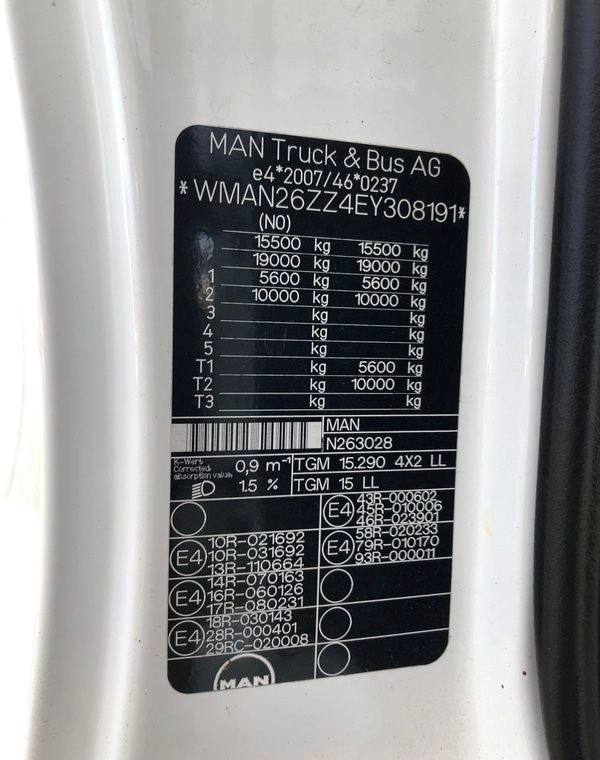 MAN Truck & Bus AG
e4*2007/46*0237
*WMAN26ZZ4EY308191*
(NO)
15500 kg 15500 kg
19000 kg 19000 kg
1 5600 kg 5600 kg
2 10000 kg 10000 kg
3 kg kg
4 kg kg
5 kg kg
T1 kg 5600 kg
T2 kg 10000 kg
T3 kg kg
MAN
N263028
K-Wert
Corrected
absorption value
0,9 m⁻¹
TGM 15.290 4X2 LL
1.5 %
TGM 15 LL
E4
10R-021692
10R-031692
13R-110664
E4
14R-070163
16R-060126
17R-080231
E4
18R-030143
28R-000401
29RC-020008
E4
43R-000602
45R-010006
46R-023901
E4
58R-020233
79R-010170
93R-000011
MAN